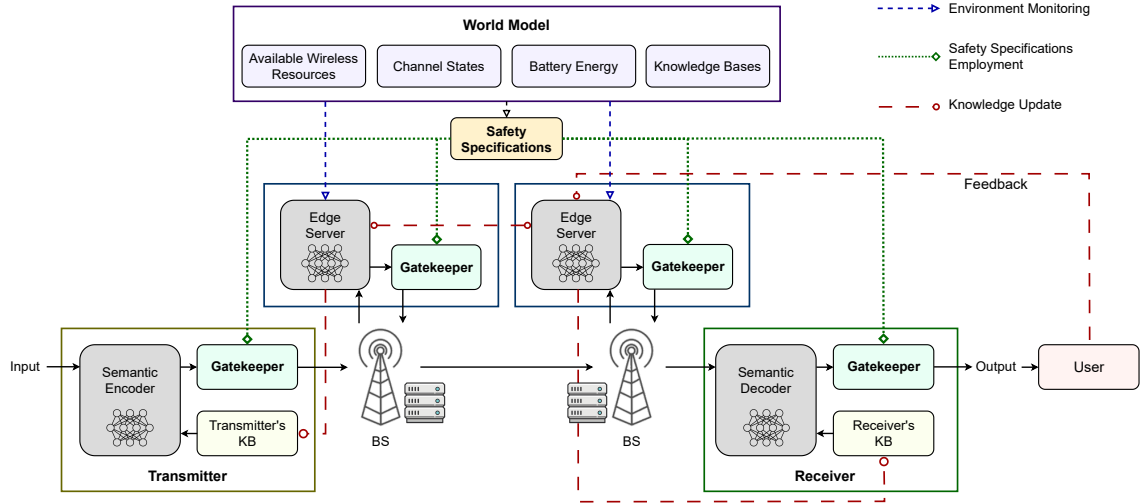 World Model
Available Wireless
Resources
Channel States
Battery Energy
Knowledge Bases
Environment Monitoring
Safety Specifications
Employment
Knowledge Update
Safety
Specifications
Feedback
Edge
Server
Gatekeeper
Edge
Server
Gatekeeper
Input
Semantic
Encoder
Gatekeeper
Transmitter's
KB
Transmitter
BS
BS
Semantic
Decoder
Gatekeeper
Receiver's
KB
Receiver
Output
User